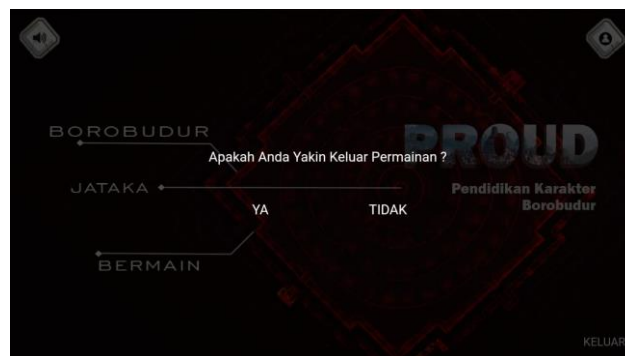 BOROBUDUR
PROUD
Apakah Anda Yakin Keluar Permainan ?
JATAKA
Pendidikan Karakter
Borobudur
YA
TIDAK
BERMAIN
KELUAR